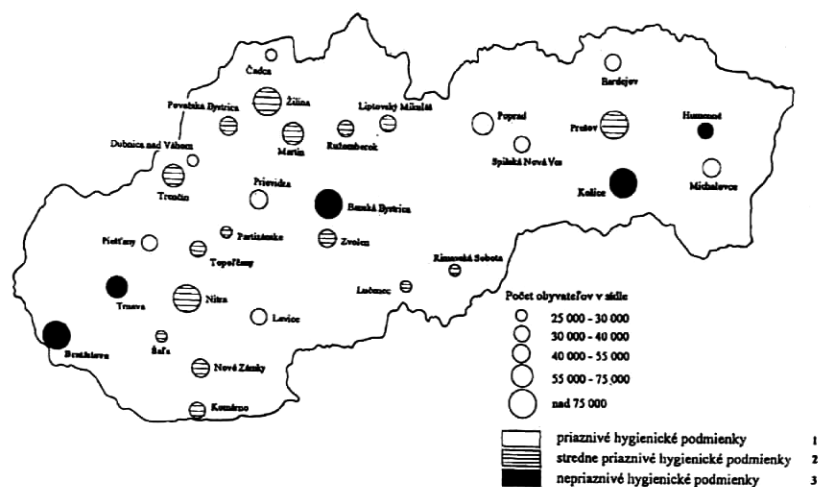 Čadca
Bardejov
Považská Bystrica
Žilina
Liptovský Mikuláš
Poprad
Prešov
Humenné
Martin
Ružomberok
Dubnica nad Váhom
Spišská Nová Ves
Trenčín
Prievidza
Košice
Michalovce
Banská Bystrica
Partizánske
Piešťany
Zvolen
Topoľčany
Rimavská Sobota
Lučenec
Trnava
Nitra
Levice
Počet obyvateľov v sídle
25 000 - 30 000
30 000 - 40 000
40 000 - 55 000
55 000 - 75 000
nad 75 000
Šaľa
Bratislava
Nové Zámky
Komárno
priaznivé hygienické podmienky 1
stredne priaznivé hygienické podmienky 2
nepriaznivé hygienické podmienky 3